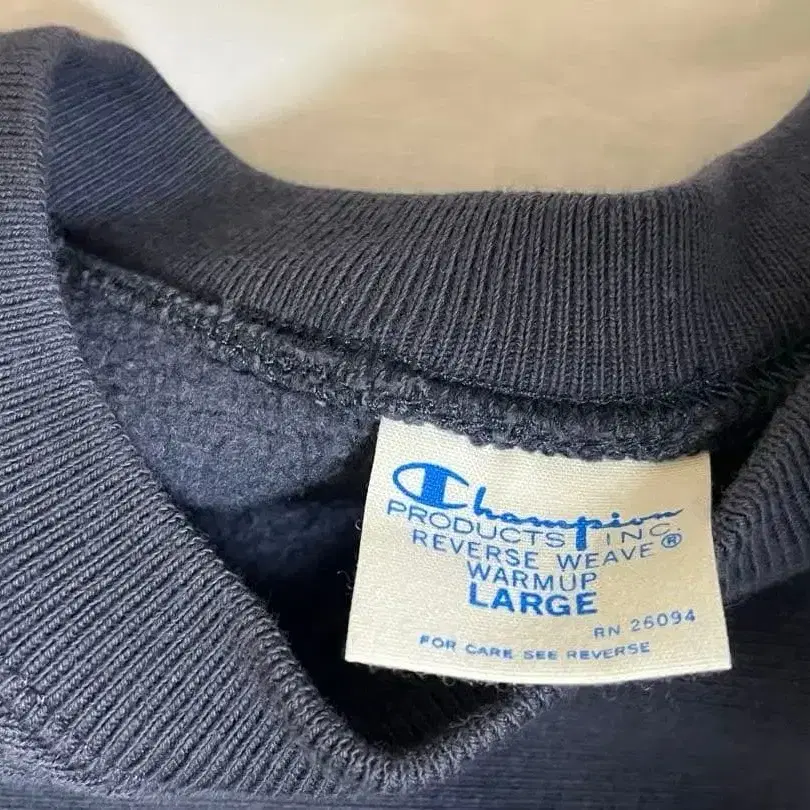 Champion
PRODUCTS INC.
REVERSE WEAVE®
WARMUP
LARGE
RN 26094
FOR CARE SEE REVERSE